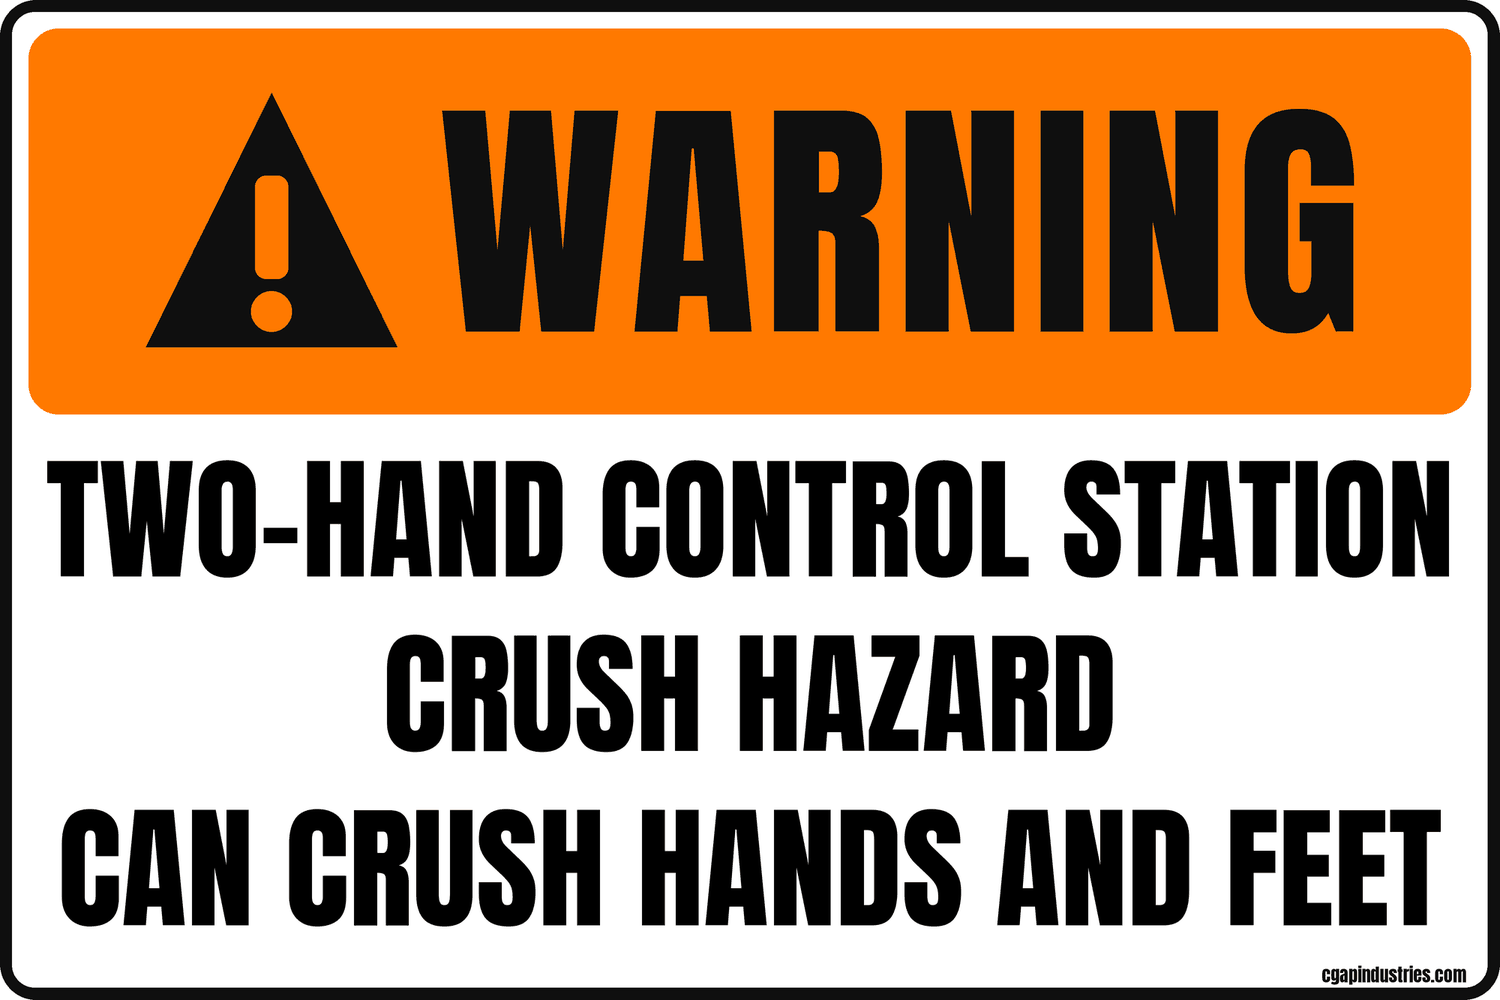 WARNING
TWO-HAND CONTROL STATION
CRUSH HAZARD
CAN CRUSH HANDS AND FEET
cgapindustries.com